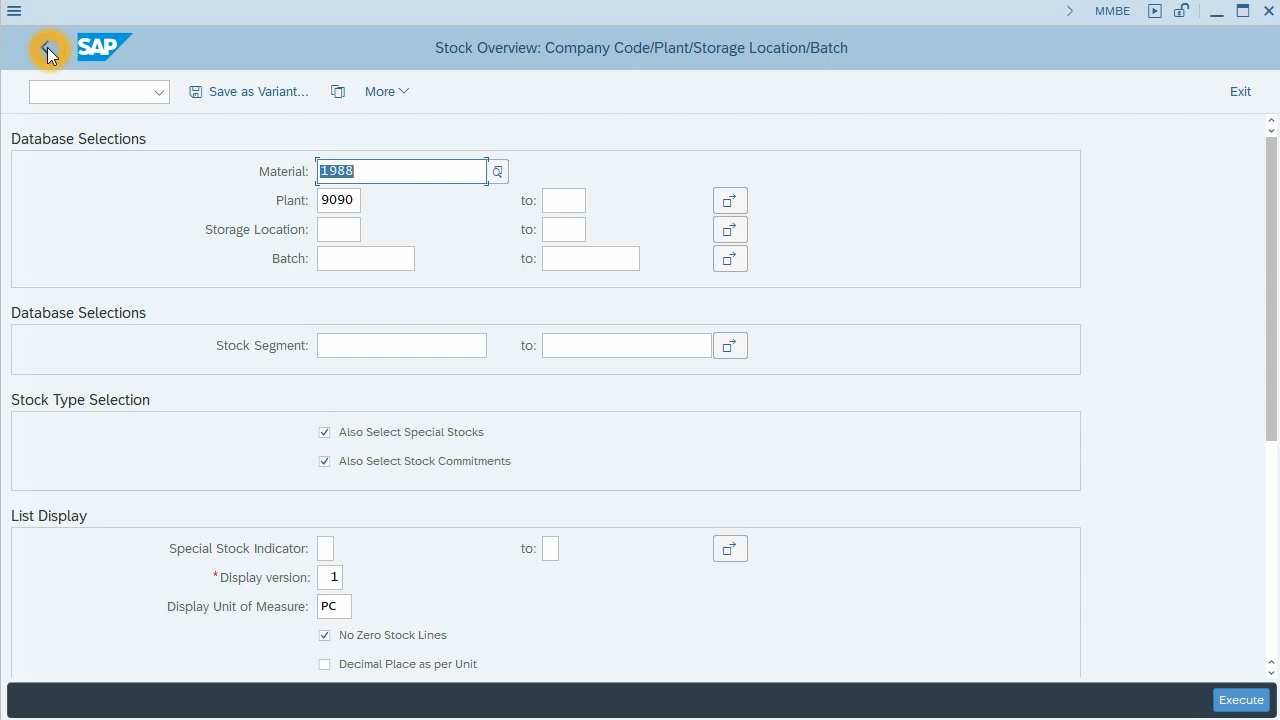 MMBE
SAP
Stock Overview: Company Code/Plant/Storage Location/Batch
Save as Variant...
More
Exit
Database Selections
Material: 1988
Plant: 9090 to:
Storage Location: to:
Batch: to:
Database Selections
Stock Segment: to:
Stock Type Selection
Also Select Special Stocks
Also Select Stock Commitments
List Display
Special Stock Indicator: to:
*Display version: 1
Display Unit of Measure: PC
No Zero Stock Lines
Decimal Place as per Unit
Execute